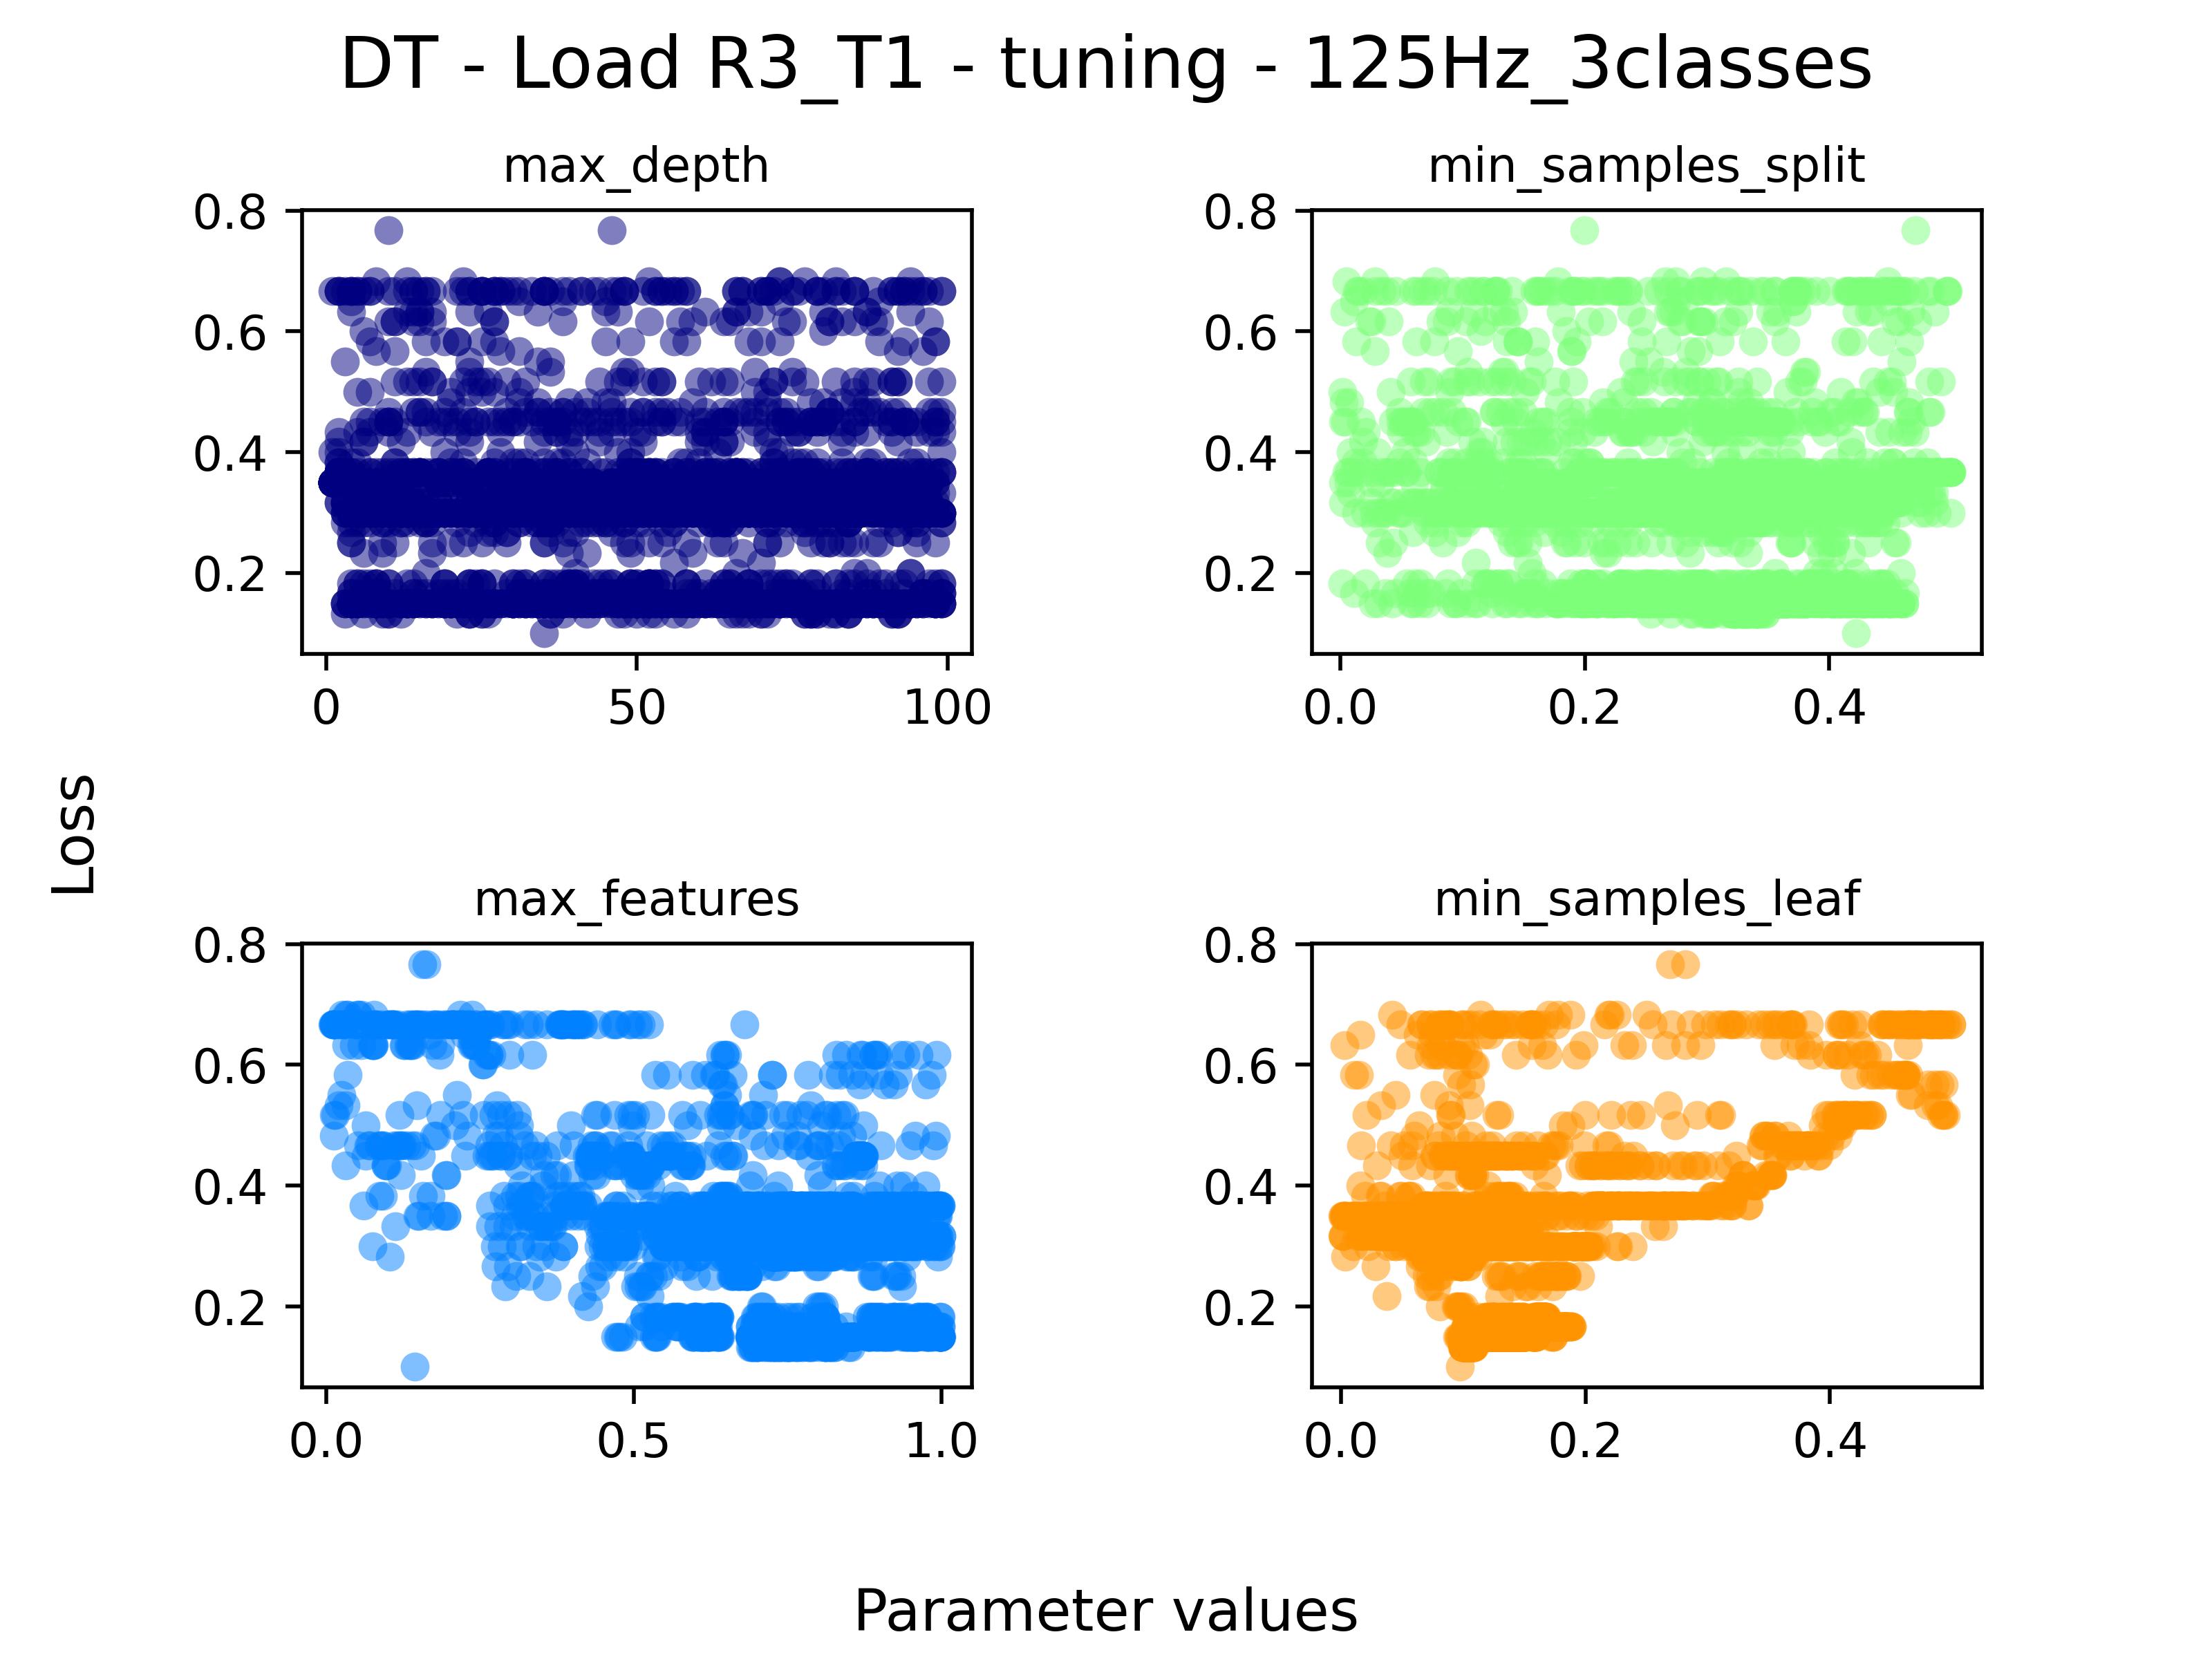 DT - Load R3_T1 - tuning - 125Hz_3classes
max_depth
0.8
0.6
0.4
0.2
0 50 100
min_samples_split
0.8
0.6
0.4
0.2
0.0 0.2 0.4
Loss
max_features
0.8
0.6
0.4
0.2
0.0 0.5 1.0
min_samples_leaf
0.8
0.6
0.4
0.2
0.0 0.2 0.4
Parameter values